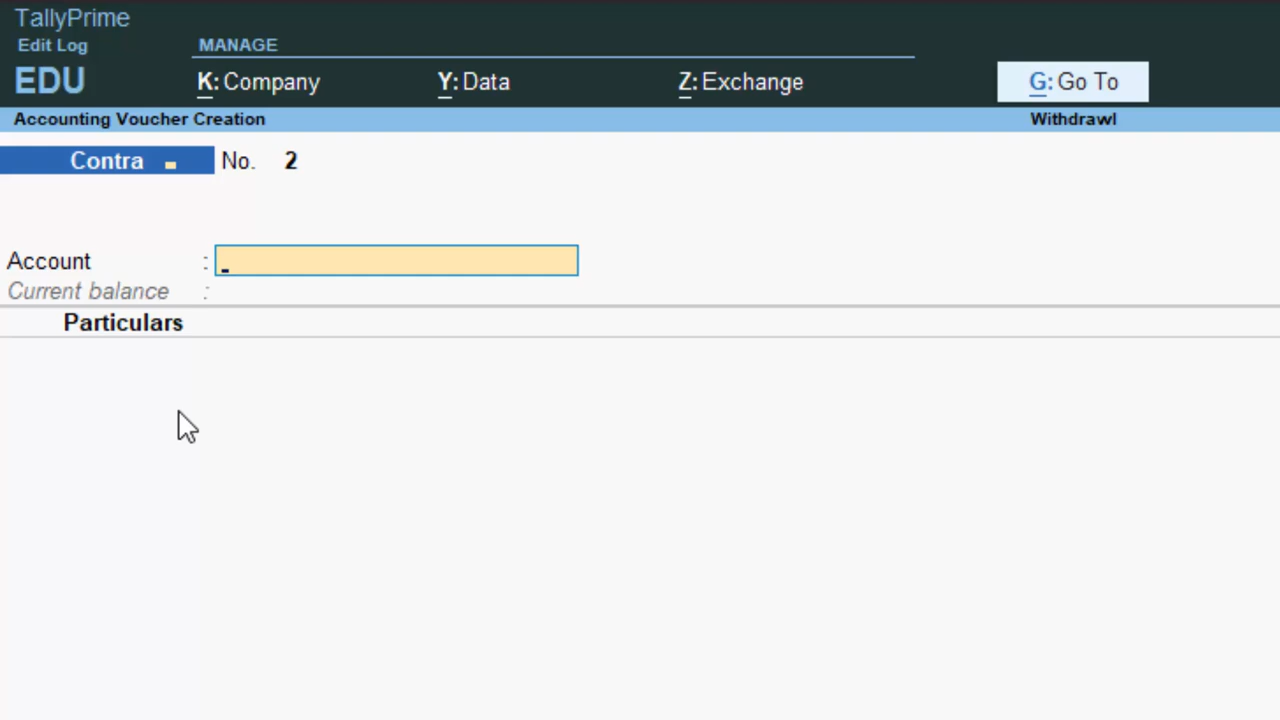 TallyPrime
Edit Log
MANAGE
EDU
K: Company
Y: Data
Z: Exchange
G: Go To
Accounting Voucher Creation
Withdrawl
Contra No. 2
Account :
Current balance :
Particulars